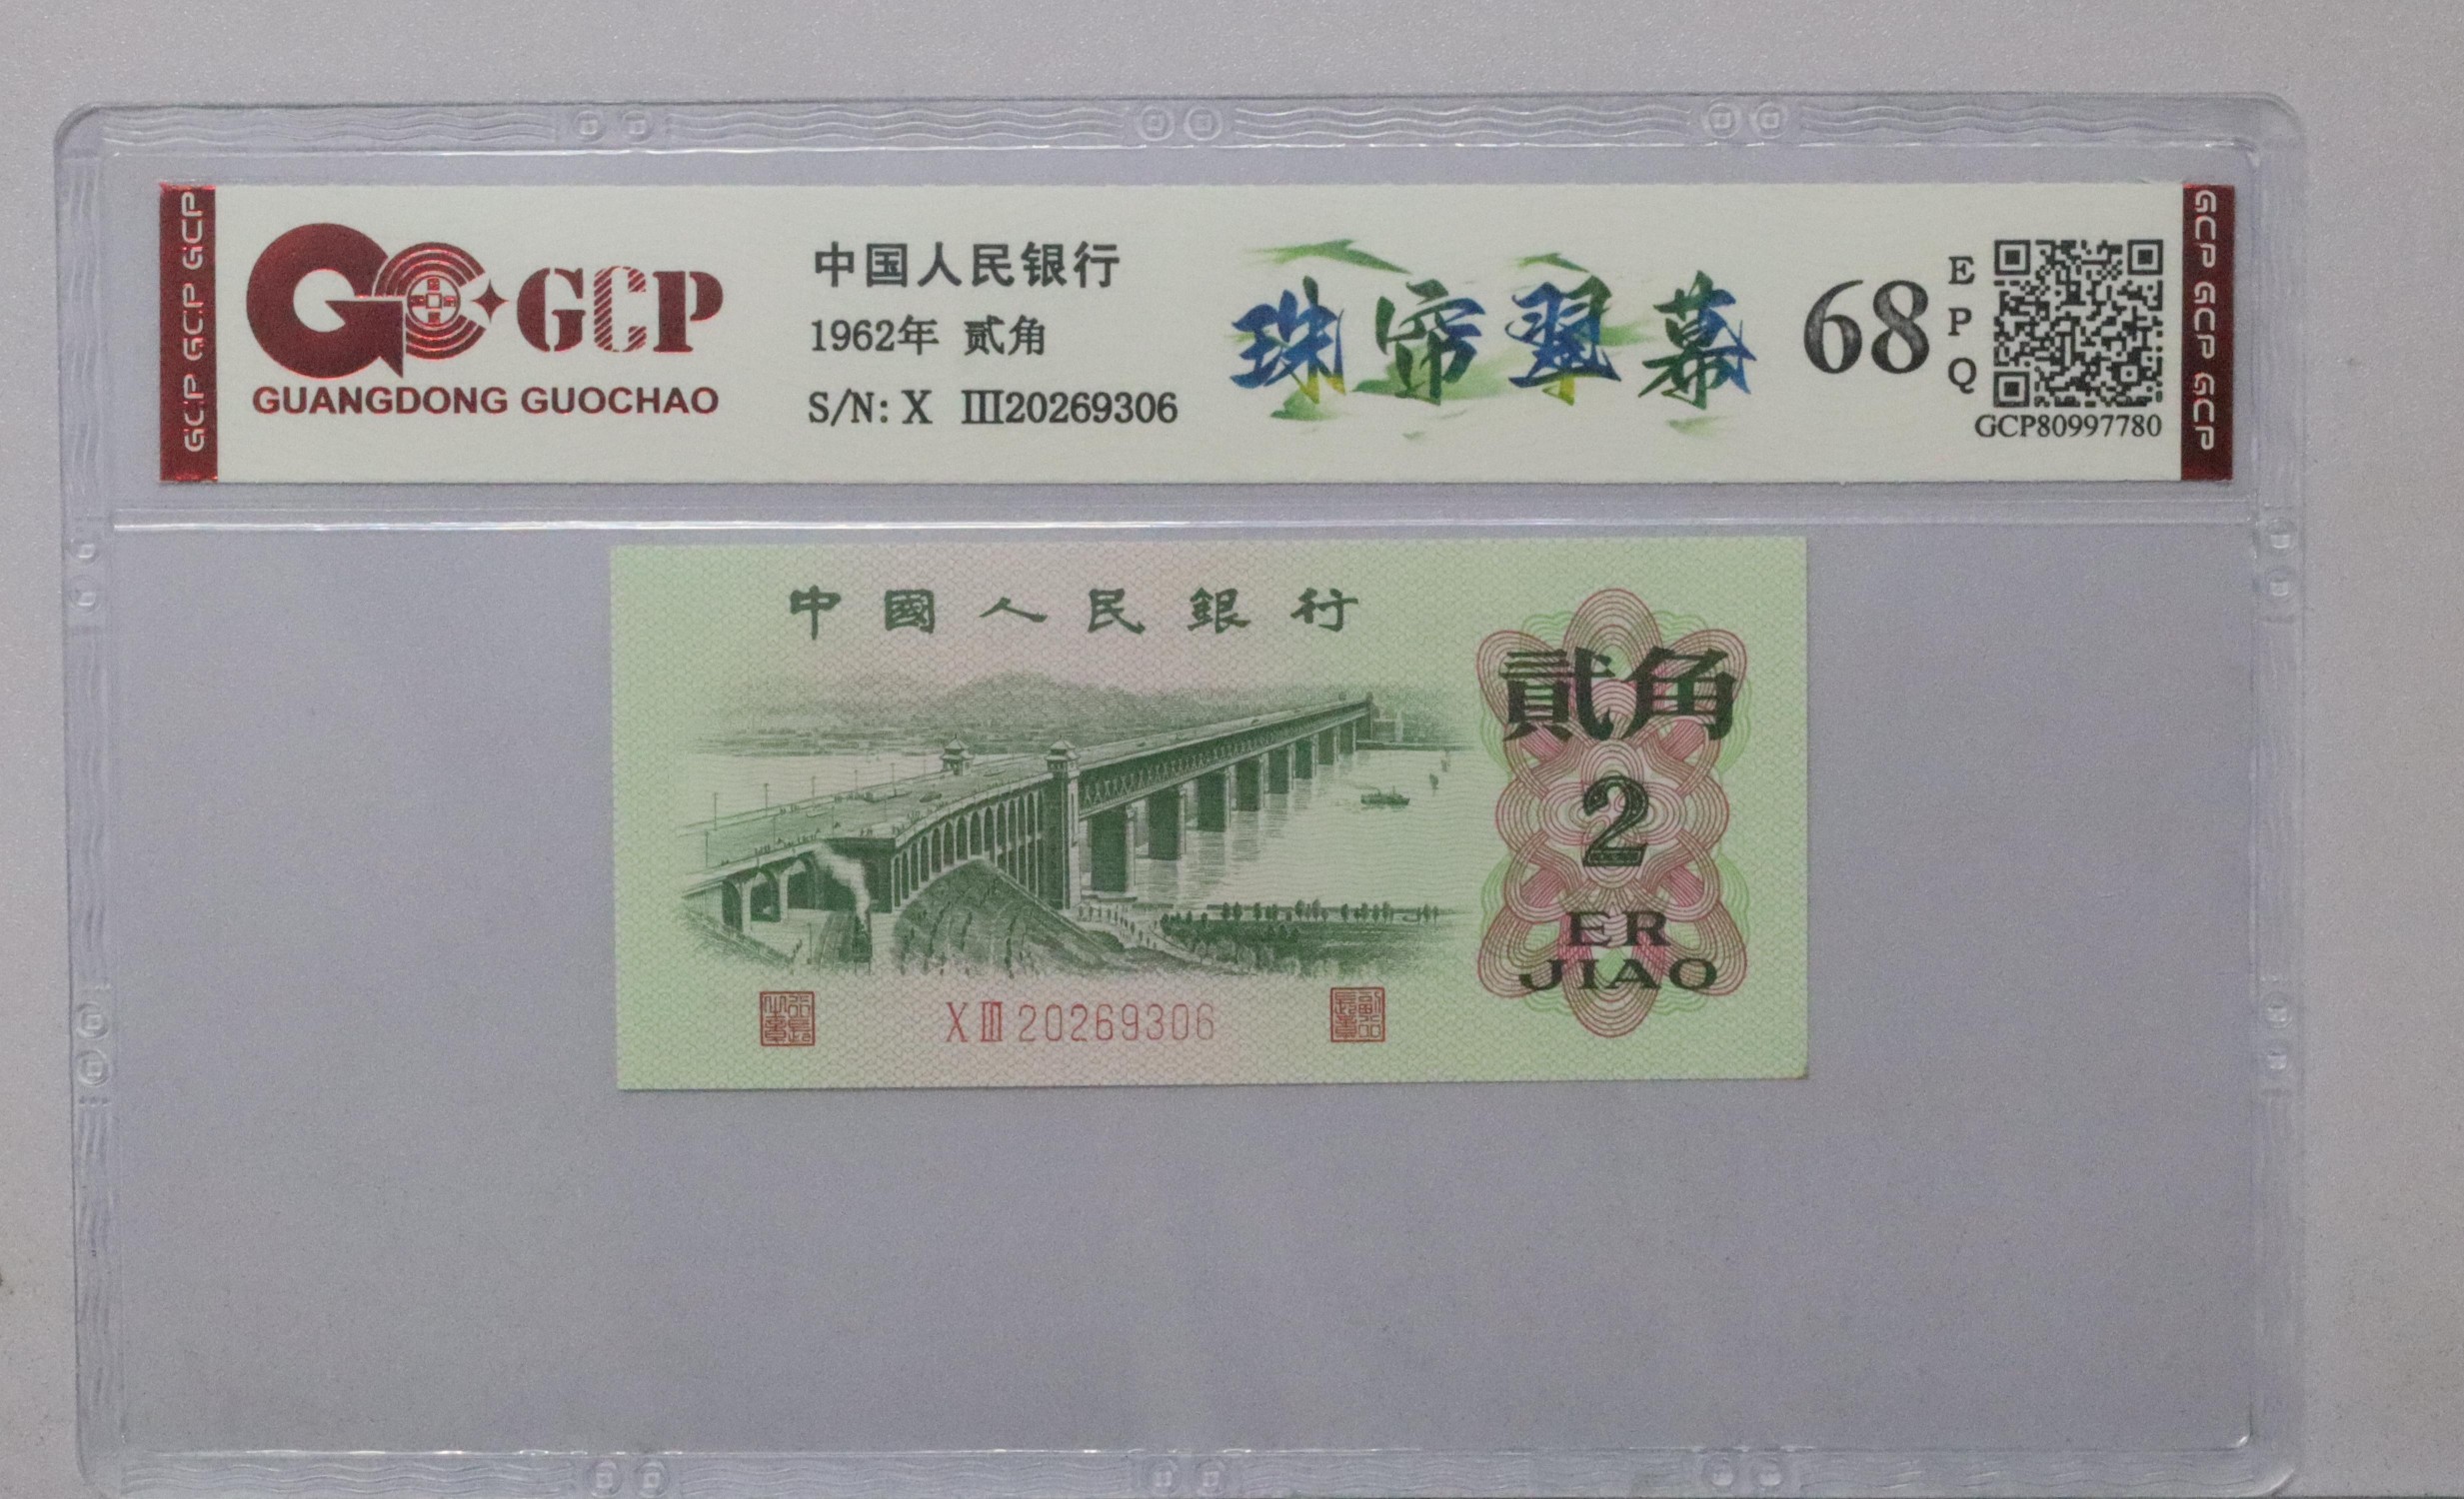 GCP GCP GCP
GCP
GUANGDONG GUOCHAO
中国人民银行
1962年 贰角
S/N: X III20269306
珠帘翠幕
68
EPQ
GCP80997780
GCP GCP GCP
中國人民銀行
貳角
2
ER
JIAO
XIII20269306